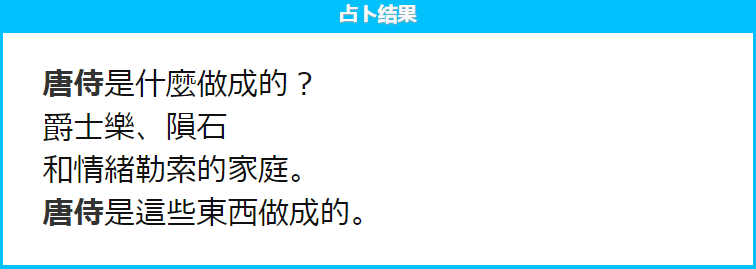 占卜结果
唐侍是什麼做成的？
爵士樂、隕石
和情緒勒索的家庭。
唐侍是這些東西做成的。